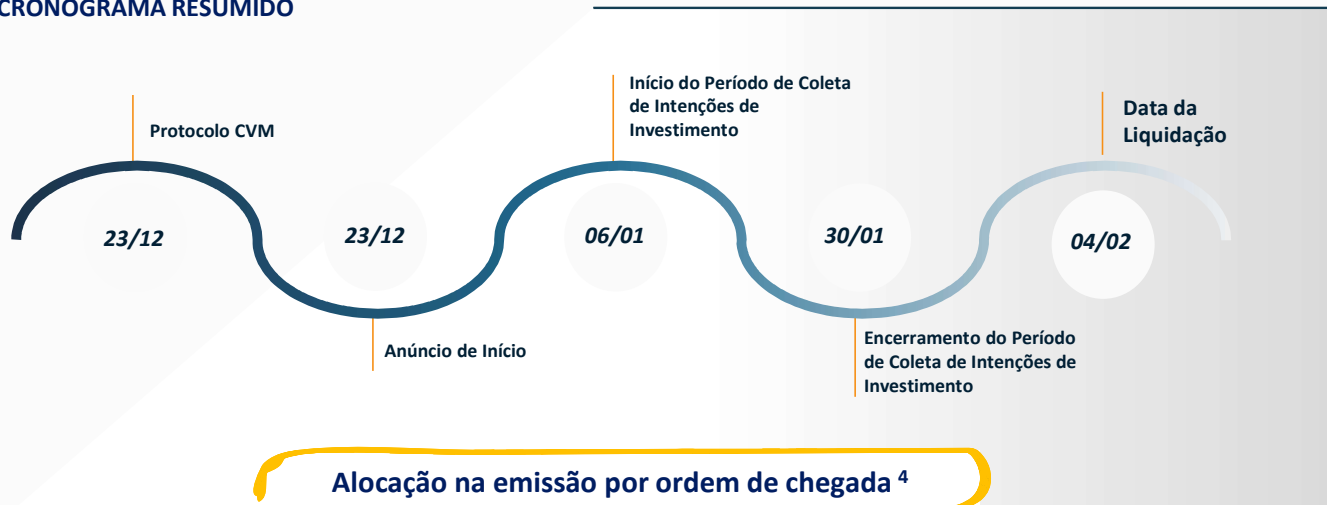 CRONOGRAMA RESUMIDO
Protocolo CVM
23/12
23/12
Anúncio de Início
Início do Período de Coleta
de Intenções de
Investimento
06/01
30/01
Encerramento do Período
de Coleta de Intenções de
Investimento
Data da
Liquidação
04/02
Alocação na emissão por ordem de chegada ⁴